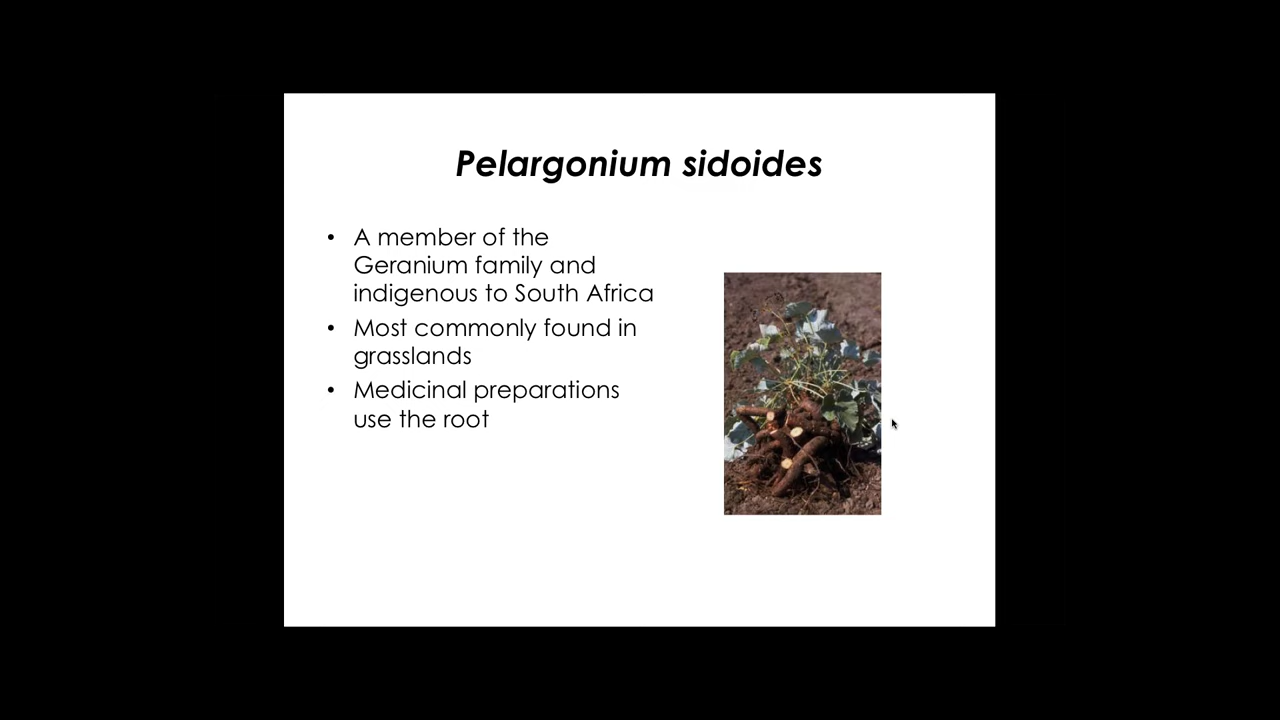 Pelargonium sidoides
• A member of the
Geranium family and
indigenous to South Africa
• Most commonly found in
grasslands
• Medicinal preparations
use the root